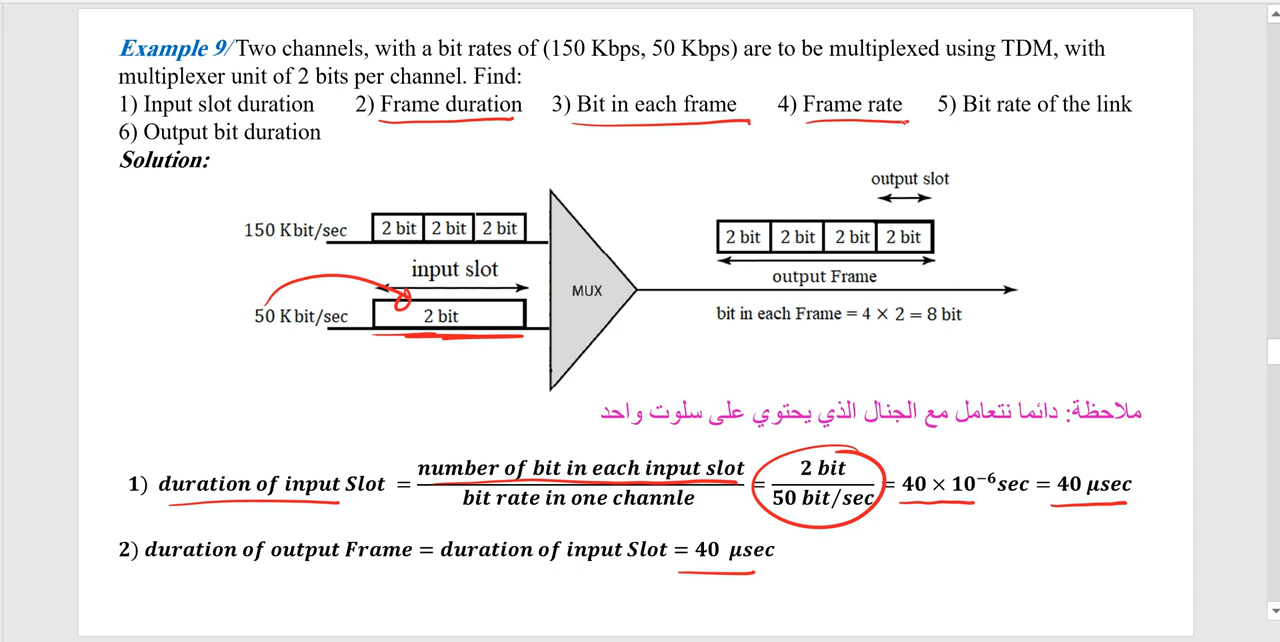 Example 9/Two channels, with a bit rates of (150 Kbps, 50 Kbps) are to be multiplexed using TDM, with
multiplexer unit of 2 bits per channel. Find:
1) Input slot duration 2) Frame duration 3) Bit in each frame 4) Frame rate 5) Bit rate of the link
6) Output bit duration
Solution:
output slot
150 Kbit/sec 2 bit 2 bit 2 bit
2 bit 2 bit 2 bit 2 bit
input slot
output Frame
MUX
50 Kbit/sec 2 bit
bit in each Frame = 4 × 2 = 8 bit
ملاحظة: دائما نتعامل مع الجنال الذي يحتوي على سلوت واحد
1) duration of input Slot = number of bit in each input slot / bit rate in one channle = 2 bit / 50 bit/sec = 40 × 10⁻⁶ sec = 40 μsec
2) duration of output Frame = duration of input Slot = 40 μsec